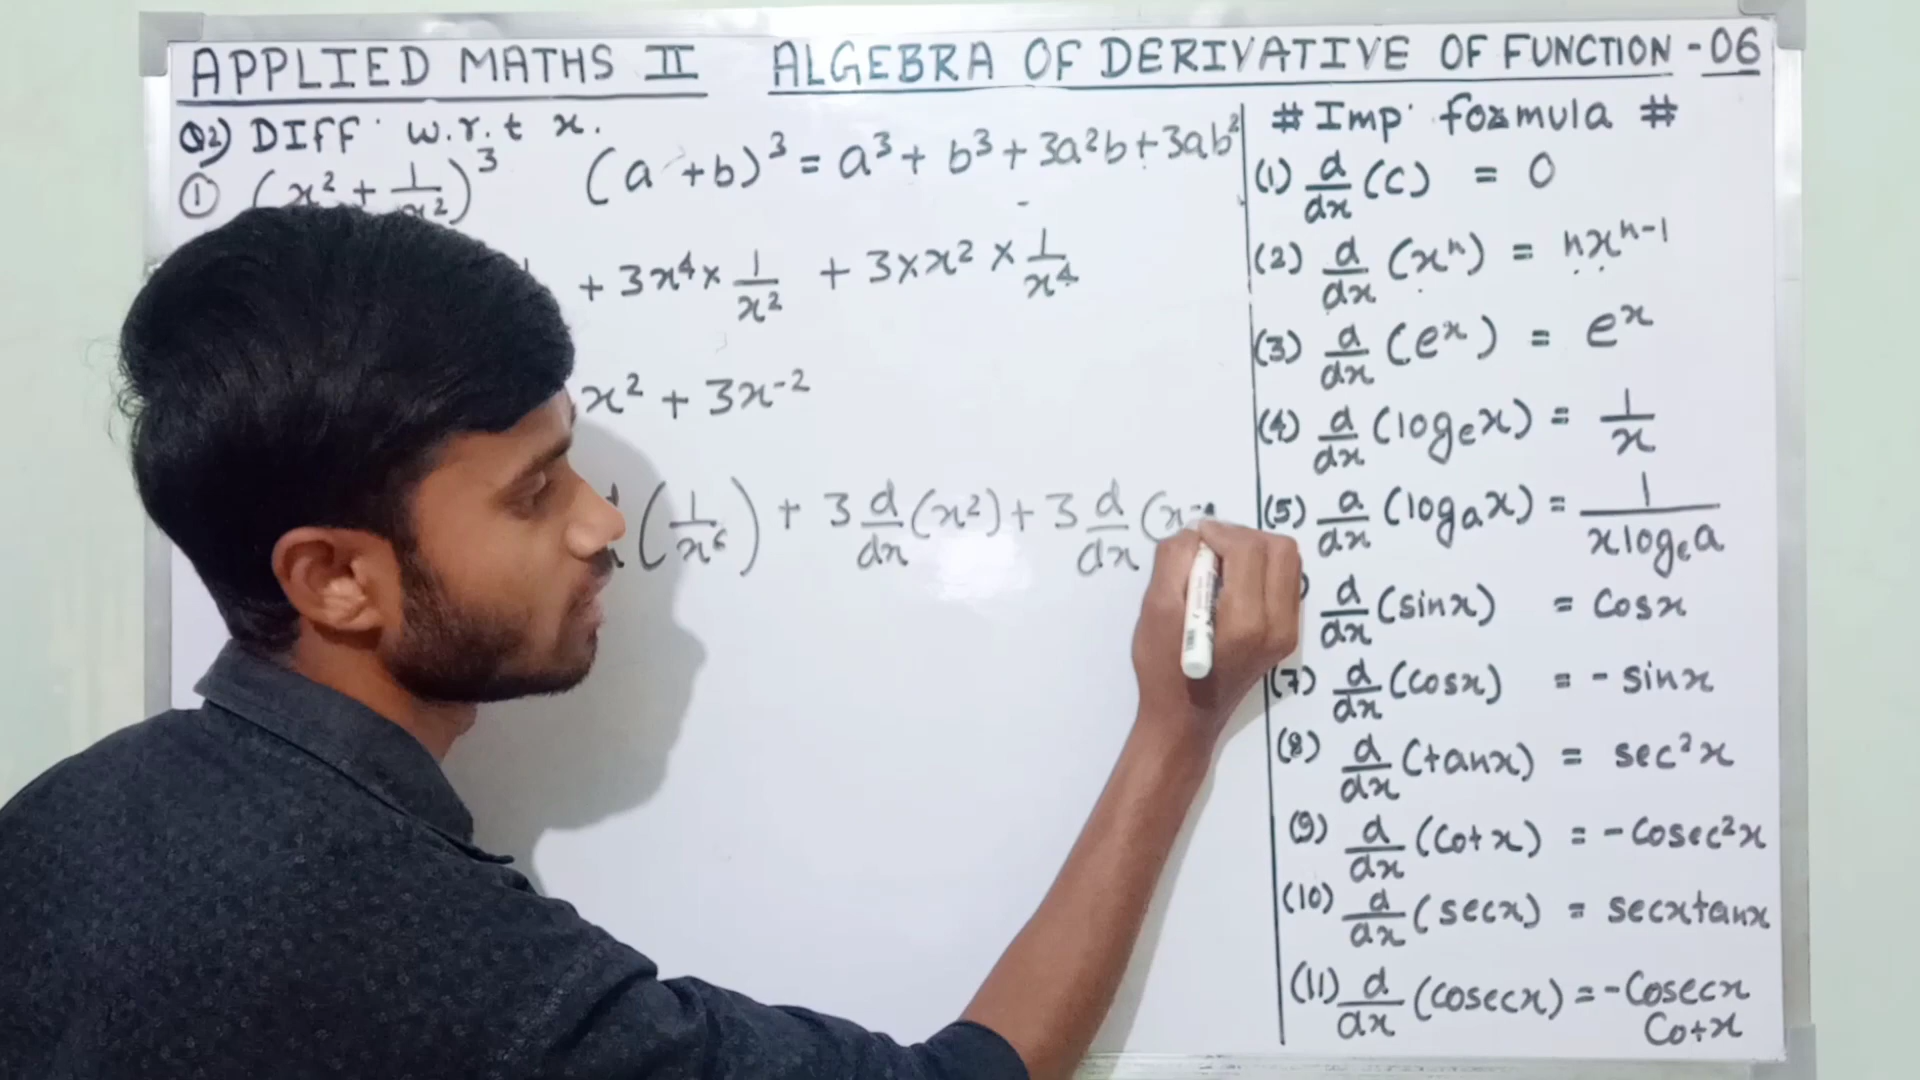 APPLIED MATHS II ALGEBRA OF DERIVATIVE OF FUNCTION - 06
Q2) DIFF. w.r.t x.
① (x² + 1/x²)³ (a + b)³ = a³ + b³ + 3a²b + 3ab²
+ 3x⁴ × 1/x² + 3 × x² × 1/x⁴
x² + 3x⁻²
(1/x⁶) + 3 d/dx (x²) + 3 d/dx (x⁻
# Imp. formula #
(1) d/dx (c) = 0
(2) d/dx (xⁿ) = nxⁿ⁻¹
(3) d/dx (eˣ) = eˣ
(4) d/dx (logₑx) = 1/x
(5) d/dx (logₐx) = 1/(x logₑa)
) d/dx (sinx) = cosx
(7) d/dx (cosx) = - sinx
(8) d/dx (tanx) = sec²x
(9) d/dx (cotx) = - cosec²x
(10) d/dx (secx) = secxtanx
(11) d/dx (cosecx) = - cosecx
cotx